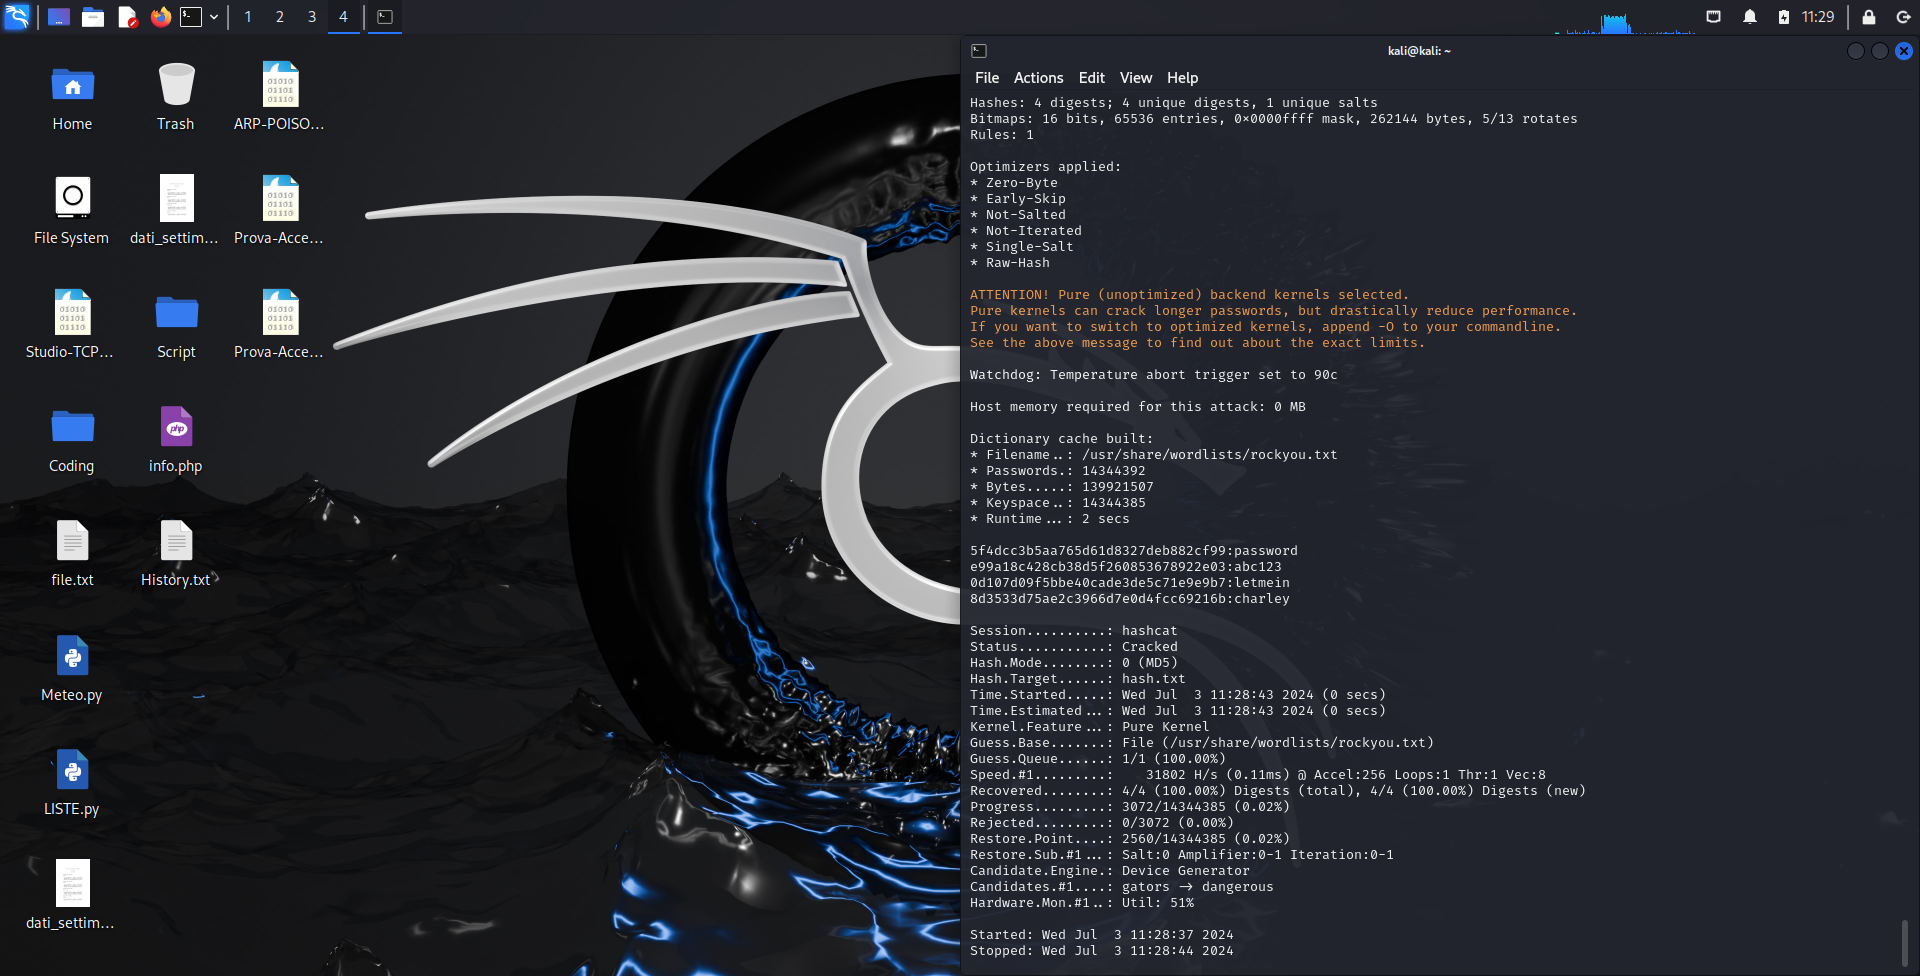 1 2 3 4
11:29
Home
Trash
ARP-POISO...
File System
dati_settim...
Prova-Acce...
Studio-TCP...
Script
Prova-Acce...
Coding
info.php
file.txt
History.txt
Meteo.py
LISTE.py
dati_settim...
kali@kali: ~
File Actions Edit View Help
Hashes: 4 digests; 4 unique digests, 1 unique salts
Bitmaps: 16 bits, 65536 entries, 0×0000ffff mask, 262144 bytes, 5/13 rotates
Rules: 1
Optimizers applied:
* Zero-Byte
* Early-Skip
* Not-Salted
* Not-Iterated
* Single-Salt
* Raw-Hash
ATTENTION! Pure (unoptimized) backend kernels selected.
Pure kernels can crack longer passwords, but drastically reduce performance.
If you want to switch to optimized kernels, append -O to your commandline.
See the above message to find out about the exact limits.
Watchdog: Temperature abort trigger set to 90c
Host memory required for this attack: 0 MB
Dictionary cache built:
* Filename..: /usr/share/wordlists/rockyou.txt
* Passwords.: 14344392
* Bytes.....: 139921507
* Keyspace..: 14344385
* Runtime...: 2 secs
5f4dcc3b5aa765d61d8327deb882cf99:password
e99a18c428cb38d5f260853678922e03:abc123
0d107d09f5bbe40cade3de5c71e9e9b7:letmein
8d3533d75ae2c3966d7e0d4fcc69216b:charley
Session..........: hashcat
Status...........: Cracked
Hash.Mode........: 0 (MD5)
Hash.Target......: hash.txt
Time.Started.....: Wed Jul  3 11:28:43 2024 (0 secs)
Time.Estimated...: Wed Jul  3 11:28:43 2024 (0 secs)
Kernel.Feature...: Pure Kernel
Guess.Base.......: File (/usr/share/wordlists/rockyou.txt)
Guess.Queue......: 1/1 (100.00%)
Speed.#1.........:    31802 H/s (0.11ms) @ Accel:256 Loops:1 Thr:1 Vec:8
Recovered........: 4/4 (100.00%) Digests (total), 4/4 (100.00%) Digests (new)
Progress.........: 3072/14344385 (0.02%)
Rejected.........: 0/3072 (0.00%)
Restore.Point....: 2560/14344385 (0.02%)
Restore.Sub.#1...: Salt:0 Amplifier:0-1 Iteration:0-1
Candidate.Engine.: Device Generator
Candidates.#1....: gators → dangerous
Hardware.Mon.#1..: Util: 51%
Started: Wed Jul  3 11:28:37 2024
Stopped: Wed Jul  3 11:28:44 2024